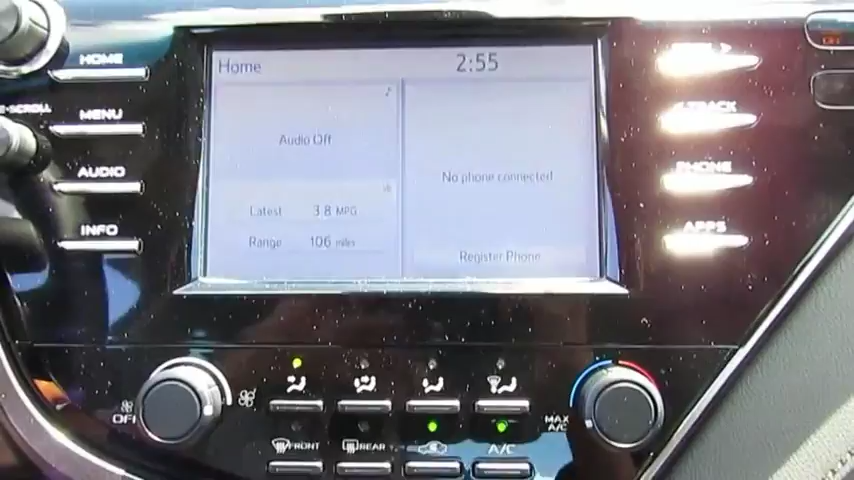 HOME
MENU
AUDIO
INFO
Home 2:55
Audio Off
Latest 3.8 MPG
Range 106 miles
No phone connected
Register Phone
PHONE
APPS
OFF
MAX
A/C
FRONT
REAR
A/C